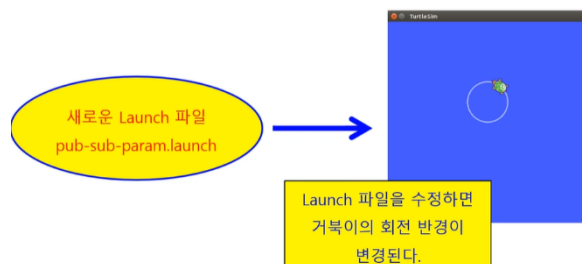 TurtleSim
새로운 Launch 파일
pub-sub-param.launch
Launch 파일을 수정하면
거북이의 회전 반경이
변경된다.